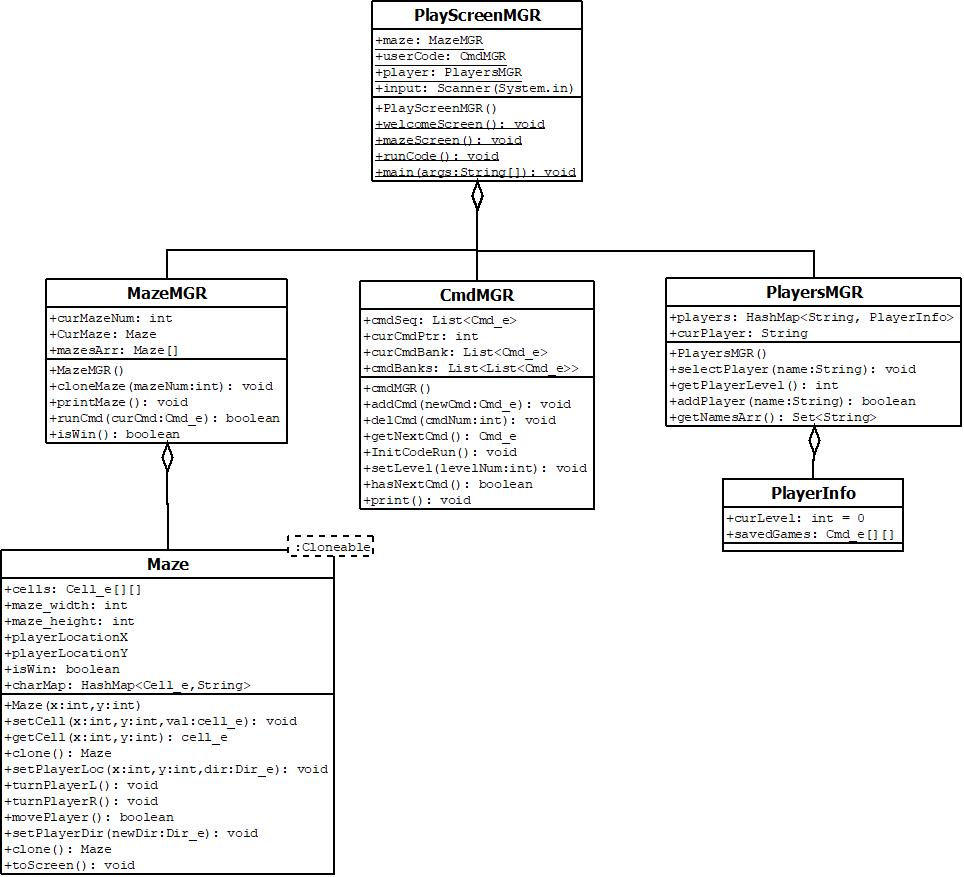 PlayScreenMGR
+maze: MazeMGR
+userCode: CmdMGR
+player: PlayersMGR
+input: Scanner(System.in)
+PlayScreenMGR()
+welcomeScreen(): void
+mazeScreen(): void
+runCode(): void
+main(args:String[]): void
MazeMGR
+curMazeNum: int
+CurMaze: Maze
+mazesArr: Maze[]
+MazeMGR()
+cloneMaze(mazeNum:int): void
+printMaze(): void
+runCmd(curCmd:Cmd_e): boolean
+isWin(): boolean
CmdMGR
+cmdSeq: List<Cmd_e>
+curCmdPtr: int
+curCmdBank: List<Cmd_e>
+cmdBanks: List<List<Cmd_e>>
+cmdMGR()
+addCmd(newCmd:Cmd_e): void
+delCmd(cmdNum:int): void
+getNextCmd(): Cmd_e
+InitCodeRun(): void
+setLevel(levelNum:int): void
+hasNextCmd(): boolean
+print(): void
PlayersMGR
+players: HashMap<String, PlayerInfo>
+curPlayer: String
+PlayersMGR()
+selectPlayer(name:String): void
+getPlayerLevel(): int
+addPlayer(name:String): boolean
+getNamesArr(): Set<String>
PlayerInfo
+curLevel: int = 0
+savedGames: Cmd_e[][]
:Cloneable
Maze
+cells: Cell_e[][]
+maze_width: int
+maze_height: int
+playerLocationX
+playerLocationY
+isWin: boolean
+charMap: HashMap<Cell_e,String>
+Maze(x:int,y:int)
+setCell(x:int,y:int,val:cell_e): void
+getCell(x:int,y:int): cell_e
+clone(): Maze
+setPlayerLoc(x:int,y:int,dir:Dir_e): void
+turnPlayerL(): void
+turnPlayerR(): void
+movePlayer(): boolean
+setPlayerDir(newDir:Dir_e): void
+clone(): Maze
+toScreen(): void